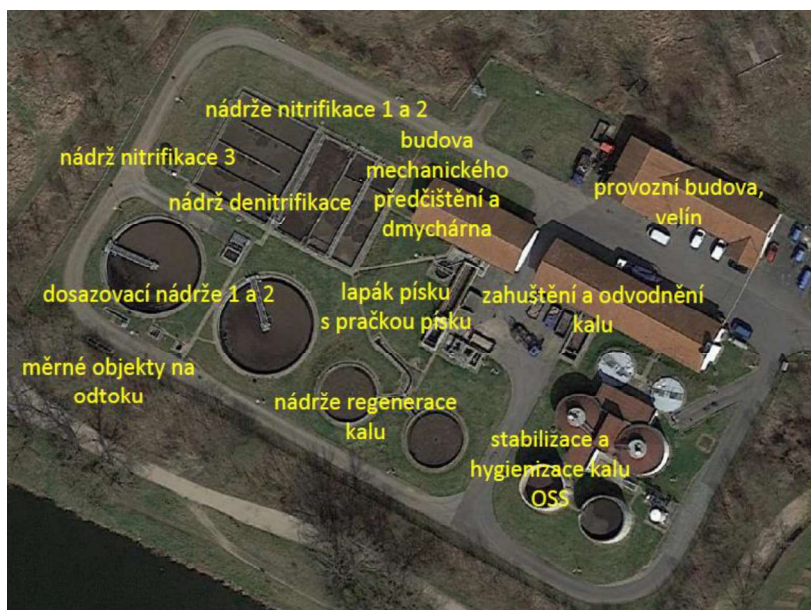 nádrže nitrifikace 1 a 2
budova
mechanického
předčištění a
dmychárna
nádrž nitrifikace 3
nádrž denitrifikace
provozní budova,
velín
dosazovací nádrže 1 a 2
lapák písku
s pračkou písku
zahuštění a odvodnění
kalu
měrné objekty na
odtoku
nádrže regenerace
kalu
stabilizace a
hygienizace kalu
OSS